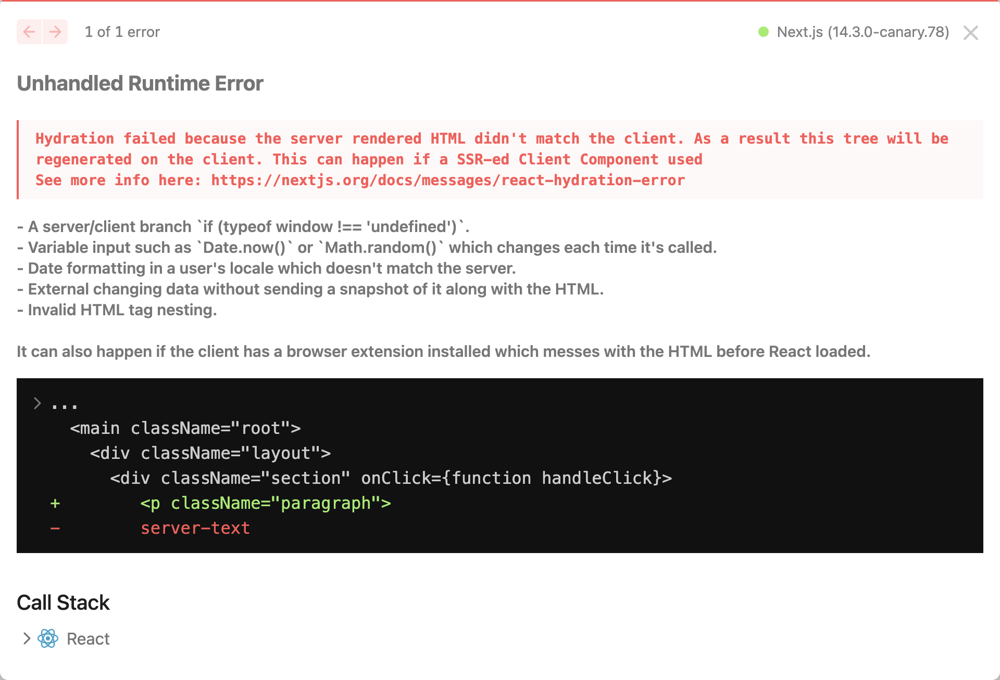 1 of 1 error
Next.js (14.3.0-canary.78)
Unhandled Runtime Error
Hydration failed because the server rendered HTML didn't match the client. As a result this tree will be
regenerated on the client. This can happen if a SSR-ed Client Component used
See more info here: https://nextjs.org/docs/messages/react-hydration-error
- A server/client branch `if (typeof window !== 'undefined')`.
- Variable input such as `Date.now()` or `Math.random()` which changes each time it's called.
- Date formatting in a user's locale which doesn't match the server.
- External changing data without sending a snapshot of it along with the HTML.
- Invalid HTML tag nesting.
It can also happen if the client has a browser extension installed which messes with the HTML before React loaded.
...
<main className="root">
<div className="layout">
<div className="section" onClick={function handleClick}>
+ <p className="paragraph">
- server-text
Call Stack
React